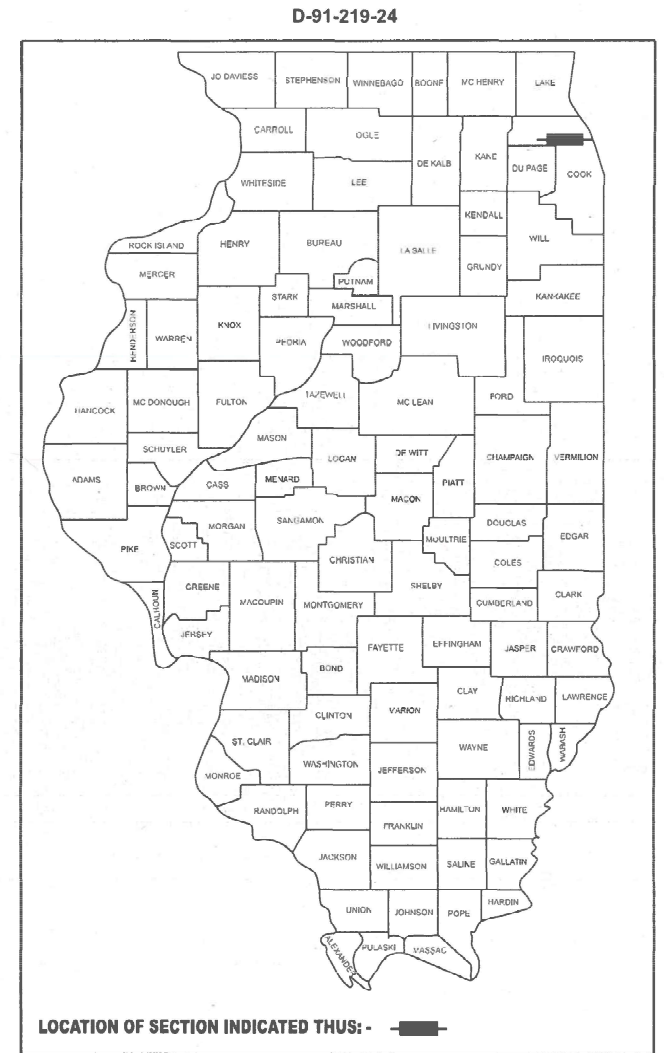 D-91-219-24
JO DAVIESS STEPHENSON WINNEBAGO BOONE MC HENRY LAKE
CARROLL OGLE
DE KALB KANE DU PAGE COOK
WHITESIDE LEE
KENDALL
ROCK ISLAND HENRY BUREAU LA SALLE WILL
MERCER PUTNAM GRUNDY
STARK MARSHALL KANKAKEE
HENDERSON WARREN KNOX PEORIA WOODFORD LIVINGSTON
IROQUOIS
HANCOCK MC DONOUGH FULTON TAZEWELL MC LEAN FORD
MASON
SCHUYLER LOGAN DE WITT CHAMPAIGN VERMILION
ADAMS BROWN CASS MENARD PIATT
MACON
MORGAN SANGAMON DOUGLAS
PIKE SCOTT MOULTRIE EDGAR
CHRISTIAN COLES
GREENE SHELBY
CALHOUN MACOUPIN MONTGOMERY CUMBERLAND CLARK
JERSEY
FAYETTE EFFINGHAM JASPER CRAWFORD
BOND
MADISON CLAY
RICHLAND LAWRENCE
CLINTON MARION
ST. CLAIR WAYNE EDWARDS WABASH
WASHINGTON JEFFERSON
MONROE
RANDOLPH PERRY HAMILTON WHITE
FRANKLIN
JACKSON WILLIAMSON SALINE GALLATIN
HARDIN
UNION JOHNSON POPE
ALEXANDER PULASKI MASSAC
LOCATION OF SECTION INDICATED THUS: -